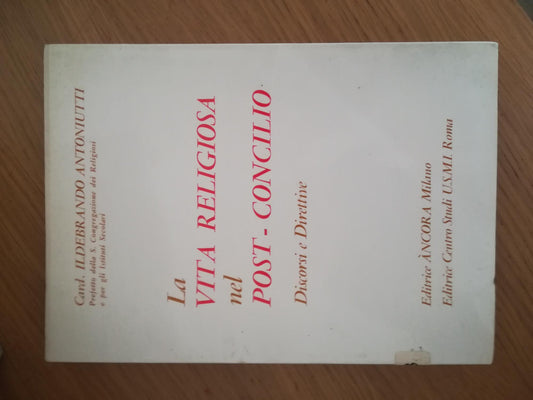 Card. ILDEBRANDO ANTONIUTTI
Prefetto della S. Congregazione dei Religiosi
e per gli Istituti Secolari
La
VITA RELIGIOSA
nel
POST - CONCILIO
Discorsi e Direttive
Editrice ÀNCORA Milano
Editrice Centro Studi USMI Roma